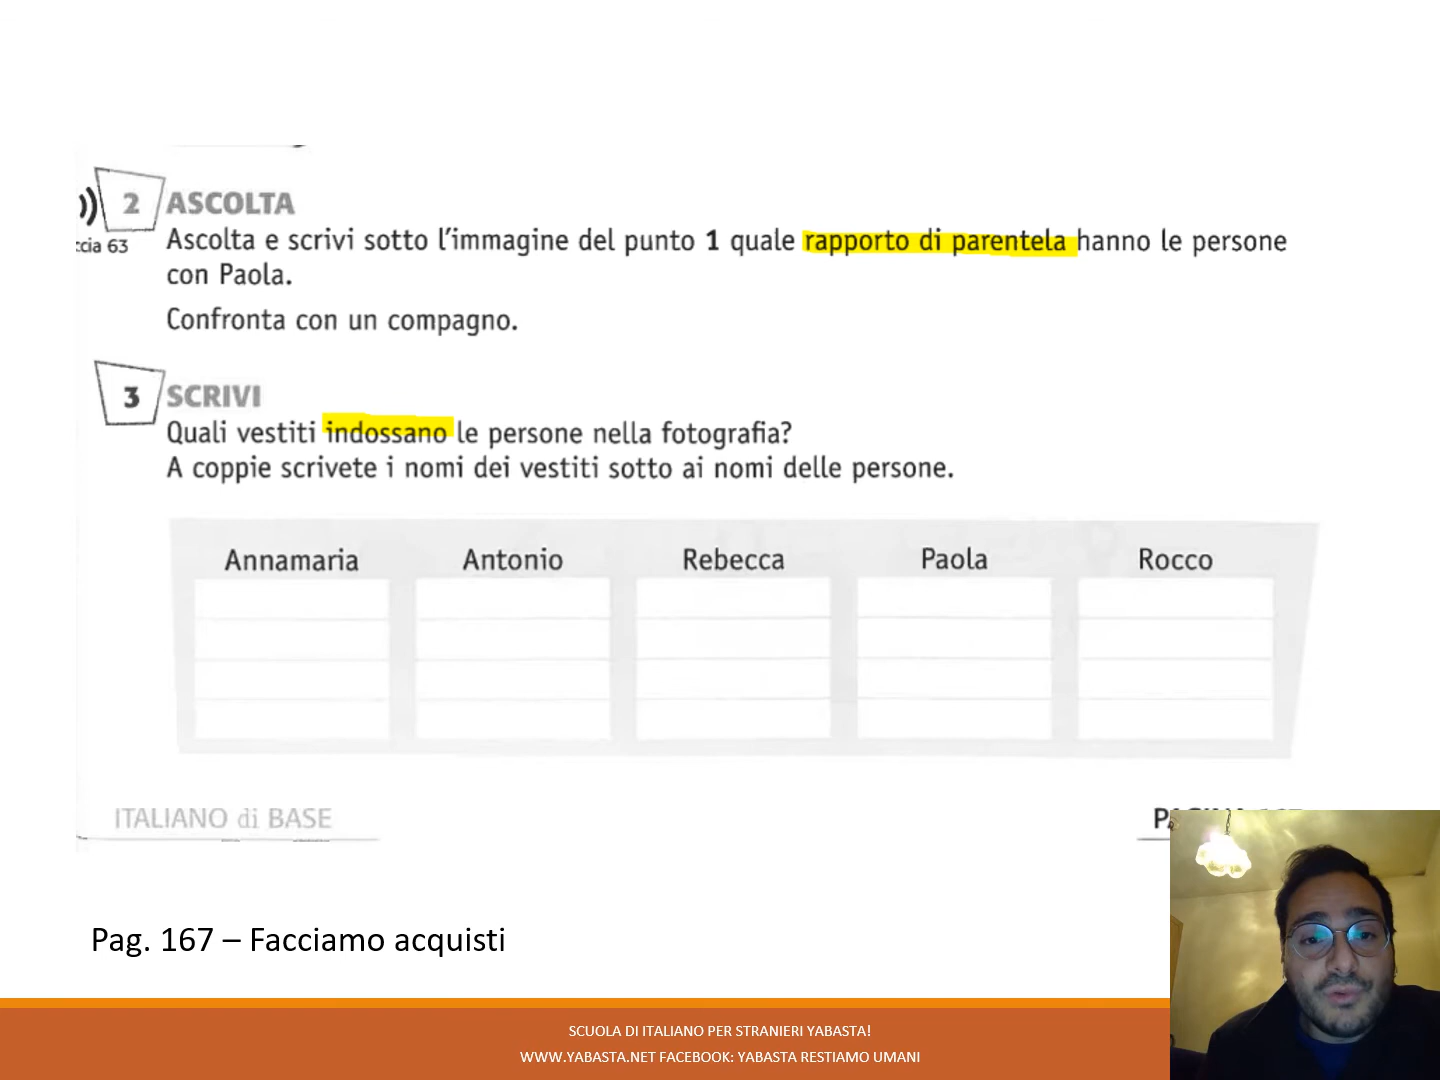 2 ASCOLTA
cia 63
Ascolta e scrivi sotto l'immagine del punto 1 quale rapporto di parentela hanno le persone
con Paola.
Confronta con un compagno.
3 SCRIVI
Quali vestiti indossano le persone nella fotografia?
A coppie scrivete i nomi dei vestiti sotto ai nomi delle persone.
Annamaria Antonio Rebecca Paola Rocco
ITALIANO di BASE
Pag. 167 – Facciamo acquisti
SCUOLA DI ITALIANO PER STRANIERI YABASTA!
WWW.YABASTA.NET FACEBOOK: YABASTA RESTIAMO UMANI